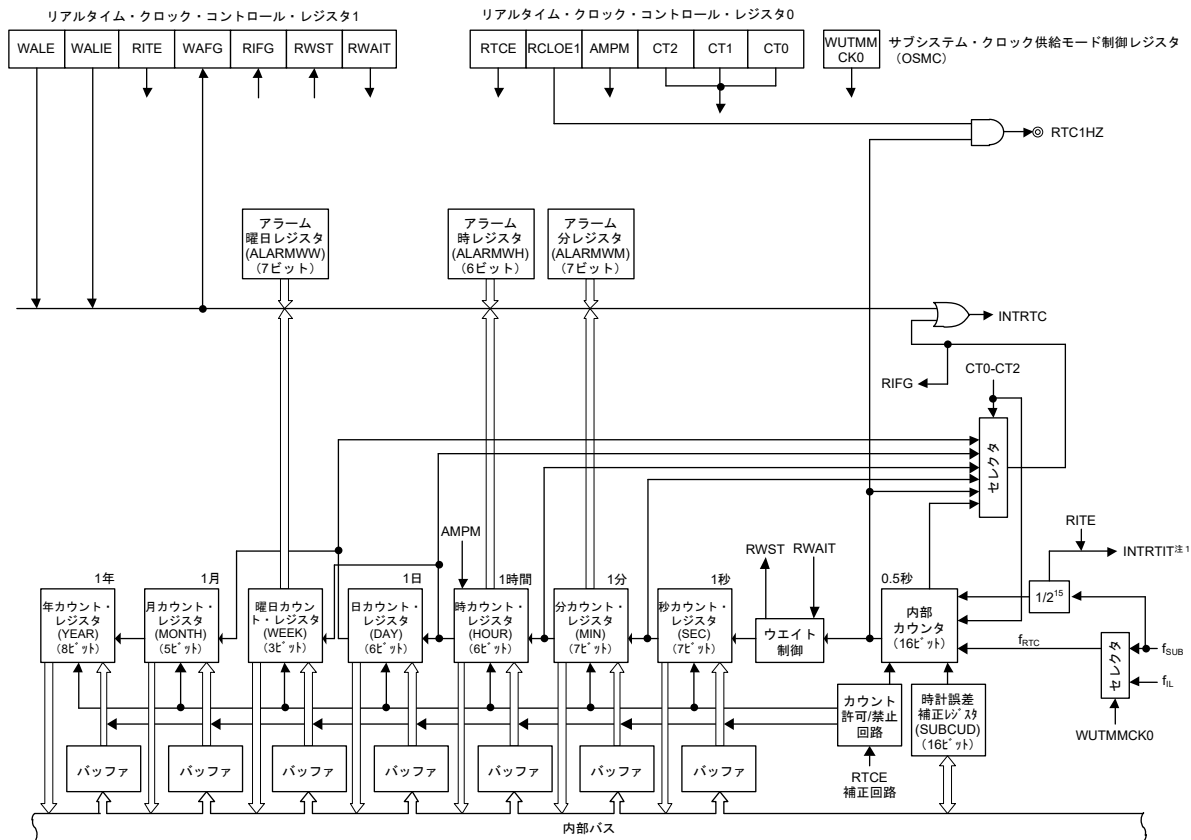 リアルタイム・クロック・コントロール・レジスタ1
WALE WALIE RITE WAFG RIFG RWST RWAIT
リアルタイム・クロック・コントロール・レジスタ0
RTCE RCLOE1 AMPM CT2 CT1 CT0
WUTMM
CK0
サブシステム・クロック供給モード制御レジスタ
（OSMC）
RTC1HZ
アラーム
曜日レジスタ
(ALARMWW)
（7ビット）
アラーム
時レジスタ
(ALARMWH)
（6ビット）
アラーム
分レジスタ
(ALARMWM)
（7ビット）
INTRTC
RIFG
CT0-CT2
セレクタ
RITE
INTRTIT注1
1/2^15
AMPM
RWST
RWAIT
1年
年カウント・
レジスタ
(YEAR)
(8ビット)
1月
月カウント・
レジスタ
(MONTH)
(5ビット)
曜日カウン
ト・レジスタ
(WEEK)
(3ビット)
1日
日カウント・
レジスタ
(DAY)
(6ビット)
1時間
時カウント・
レジスタ
(HOUR)
(6ビット)
1分
分カウント・
レジスタ
(MIN)
(7ビット)
1秒
秒カウント・
レジスタ
(SEC)
(7ビット)
ウエイト
制御
0.5秒
内部
カウンタ
(16ビット)
fRTC
セレクタ
fSUB
fIL
WUTMMCK0
カウント
許可/禁止
回路
時計誤差
補正レジスタ
(SUBCUD)
(16ビット)
RTCE
補正回路
バッファ バッファ バッファ バッファ バッファ バッファ バッファ
内部バス